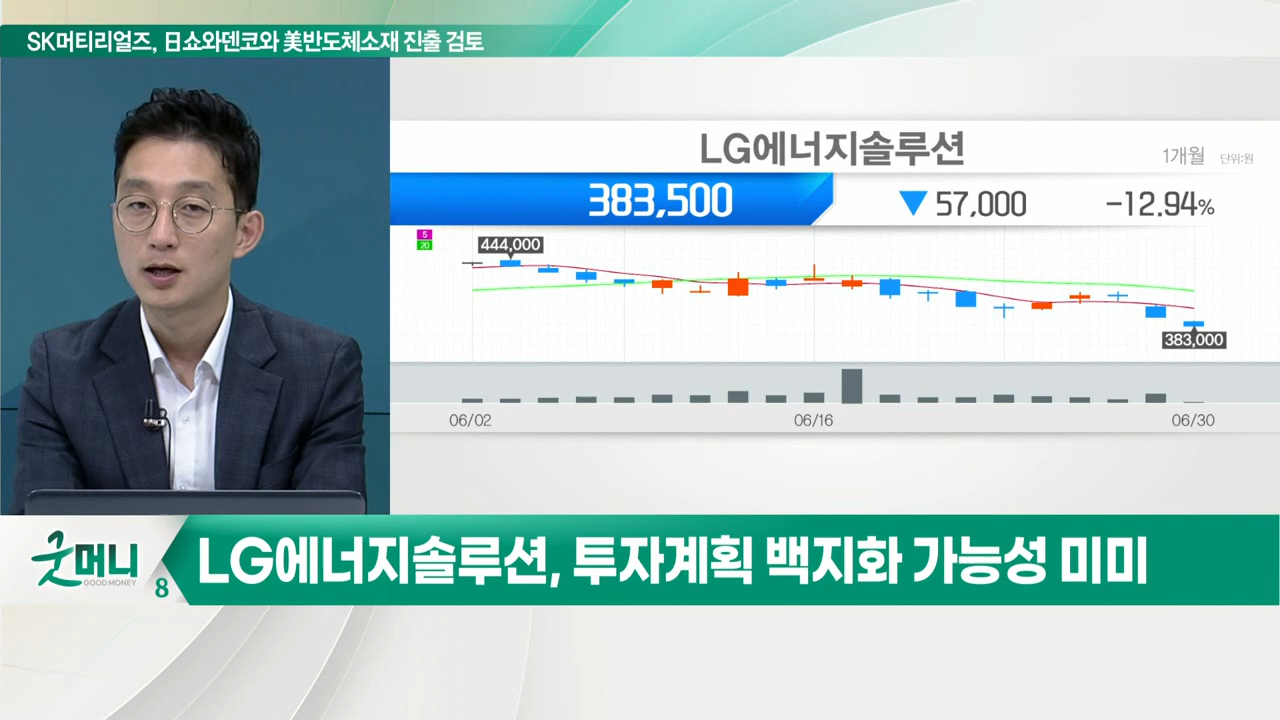 SK머티리얼즈, 日쇼와덴코와 美반도체소재 진출 검토
LG에너지솔루션
1개월 단위:원
383,500 ▼ 57,000 -12.94%
5
20
444,000
383,000
06/02 06/16 06/30
굿머니
GOOD MONEY
8
LG에너지솔루션, 투자계획 백지화 가능성 미미